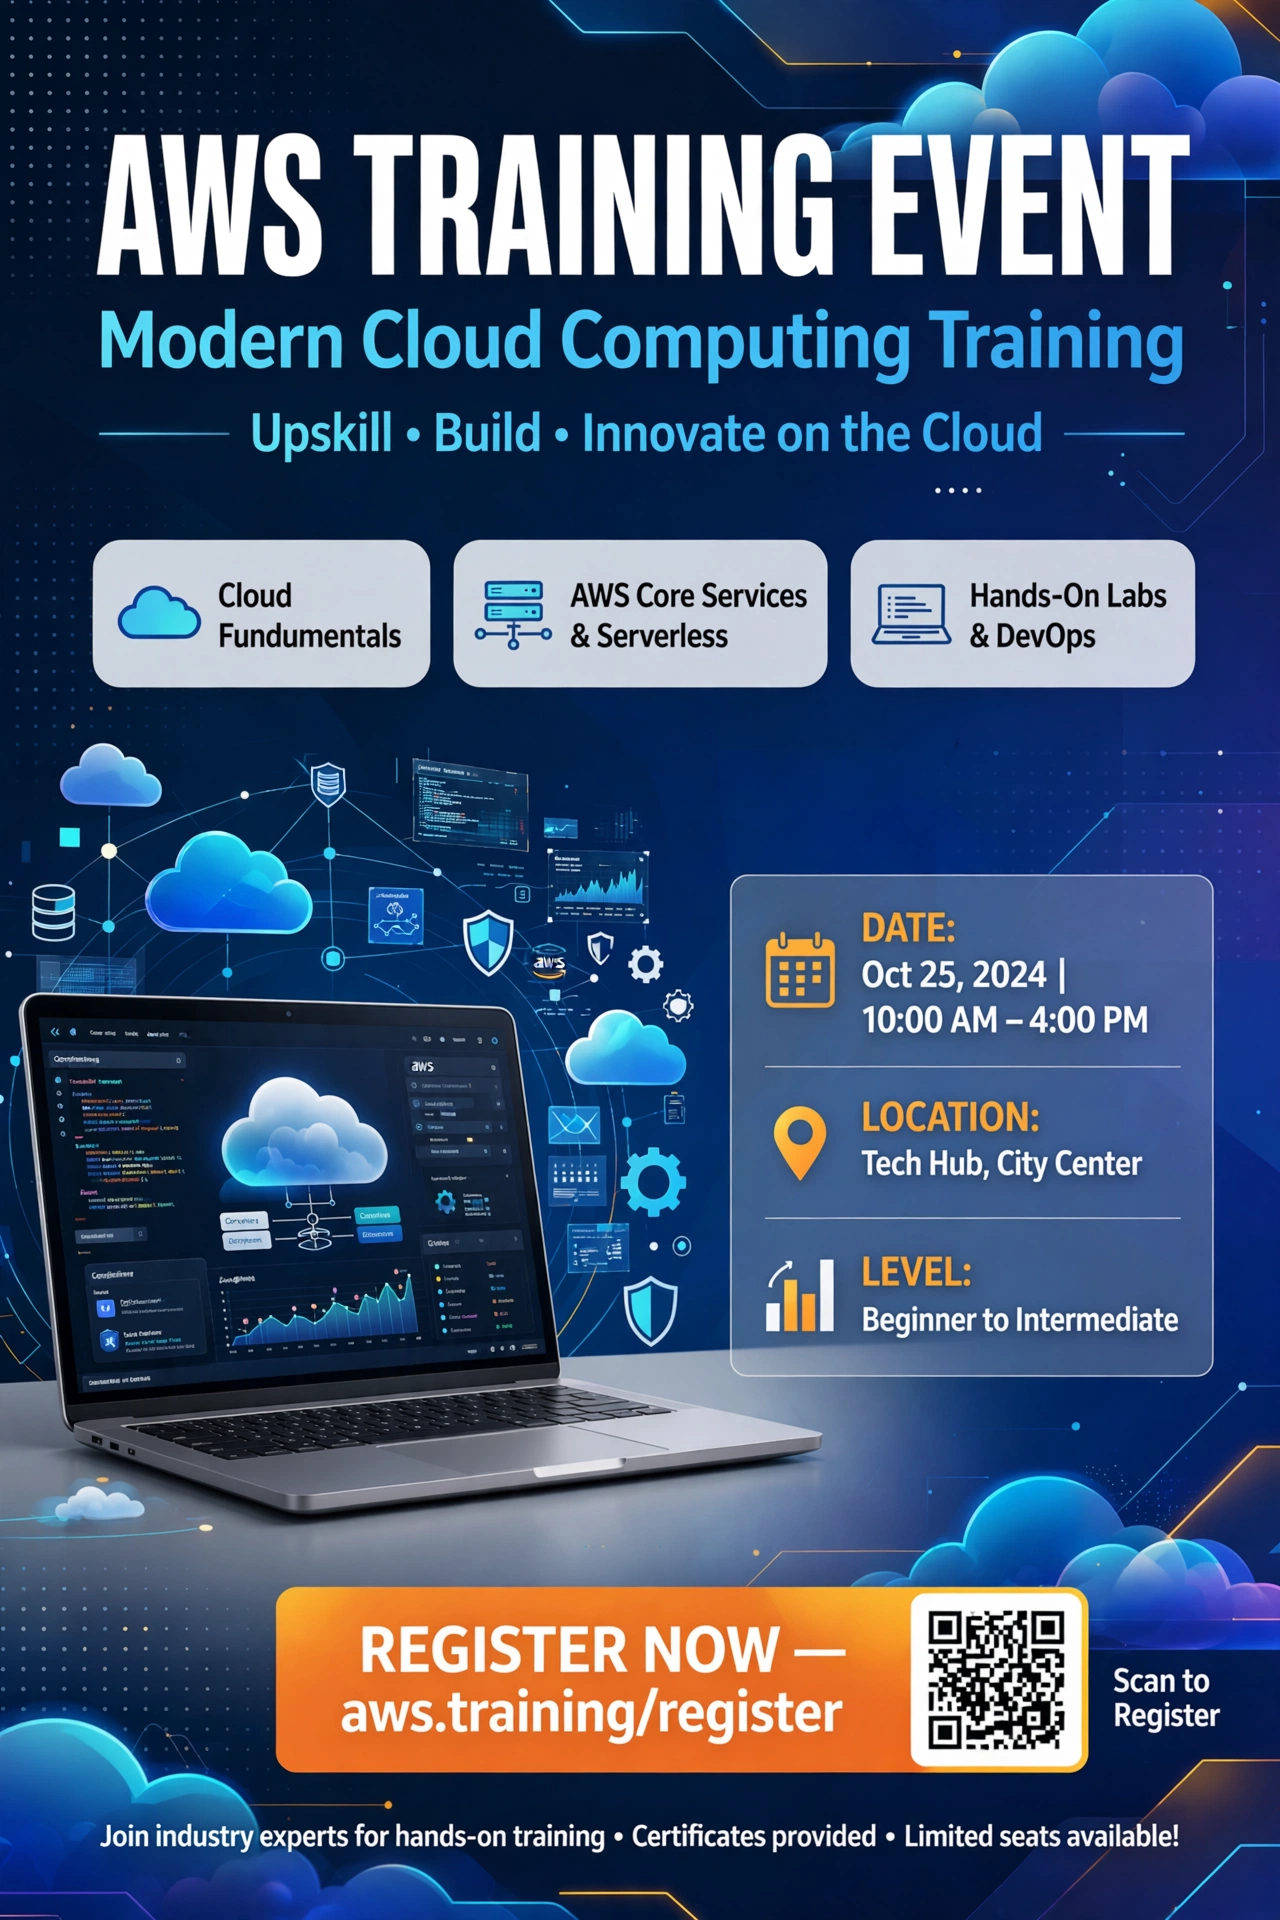 AWS TRAINING EVENT
Modern Cloud Computing Training
Upskill • Build • Innovate on the Cloud
Cloud
Fundumentals
AWS Core Services
& Serverless
Hands-On Labs
& DevOps
aws
aws
DATE:
Oct 25, 2024 |
10:00 AM – 4:00 PM
LOCATION:
Tech Hub, City Center
LEVEL:
Beginner to Intermediate
REGISTER NOW —
aws.training/register
Scan to
Register
Join industry experts for hands-on training • Certificates provided • Limited seats available!